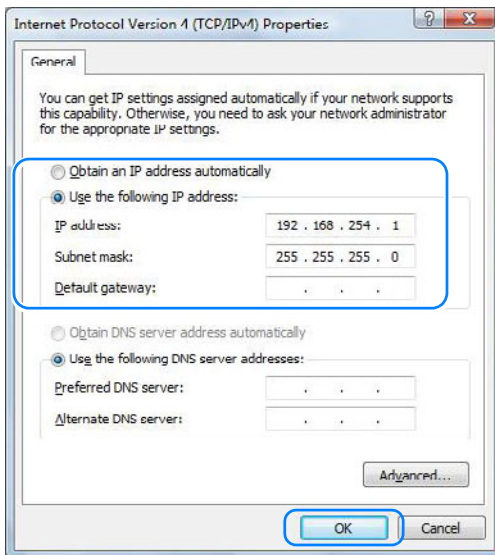 Internet Protocol Version 4 (TCP/IPv4) Properties
General
You can get IP settings assigned automatically if your network supports
this capability. Otherwise, you need to ask your network administrator
for the appropriate IP settings.
Obtain an IP address automatically
Use the following IP address:
IP address: 192 . 168 . 254 . 1
Subnet mask: 255 . 255 . 255 . 0
Default gateway: . . .
Obtain DNS server address automatically
Use the following DNS server addresses:
Preferred DNS server: . . .
Alternate DNS server: . . .
Advanced...
OK Cancel